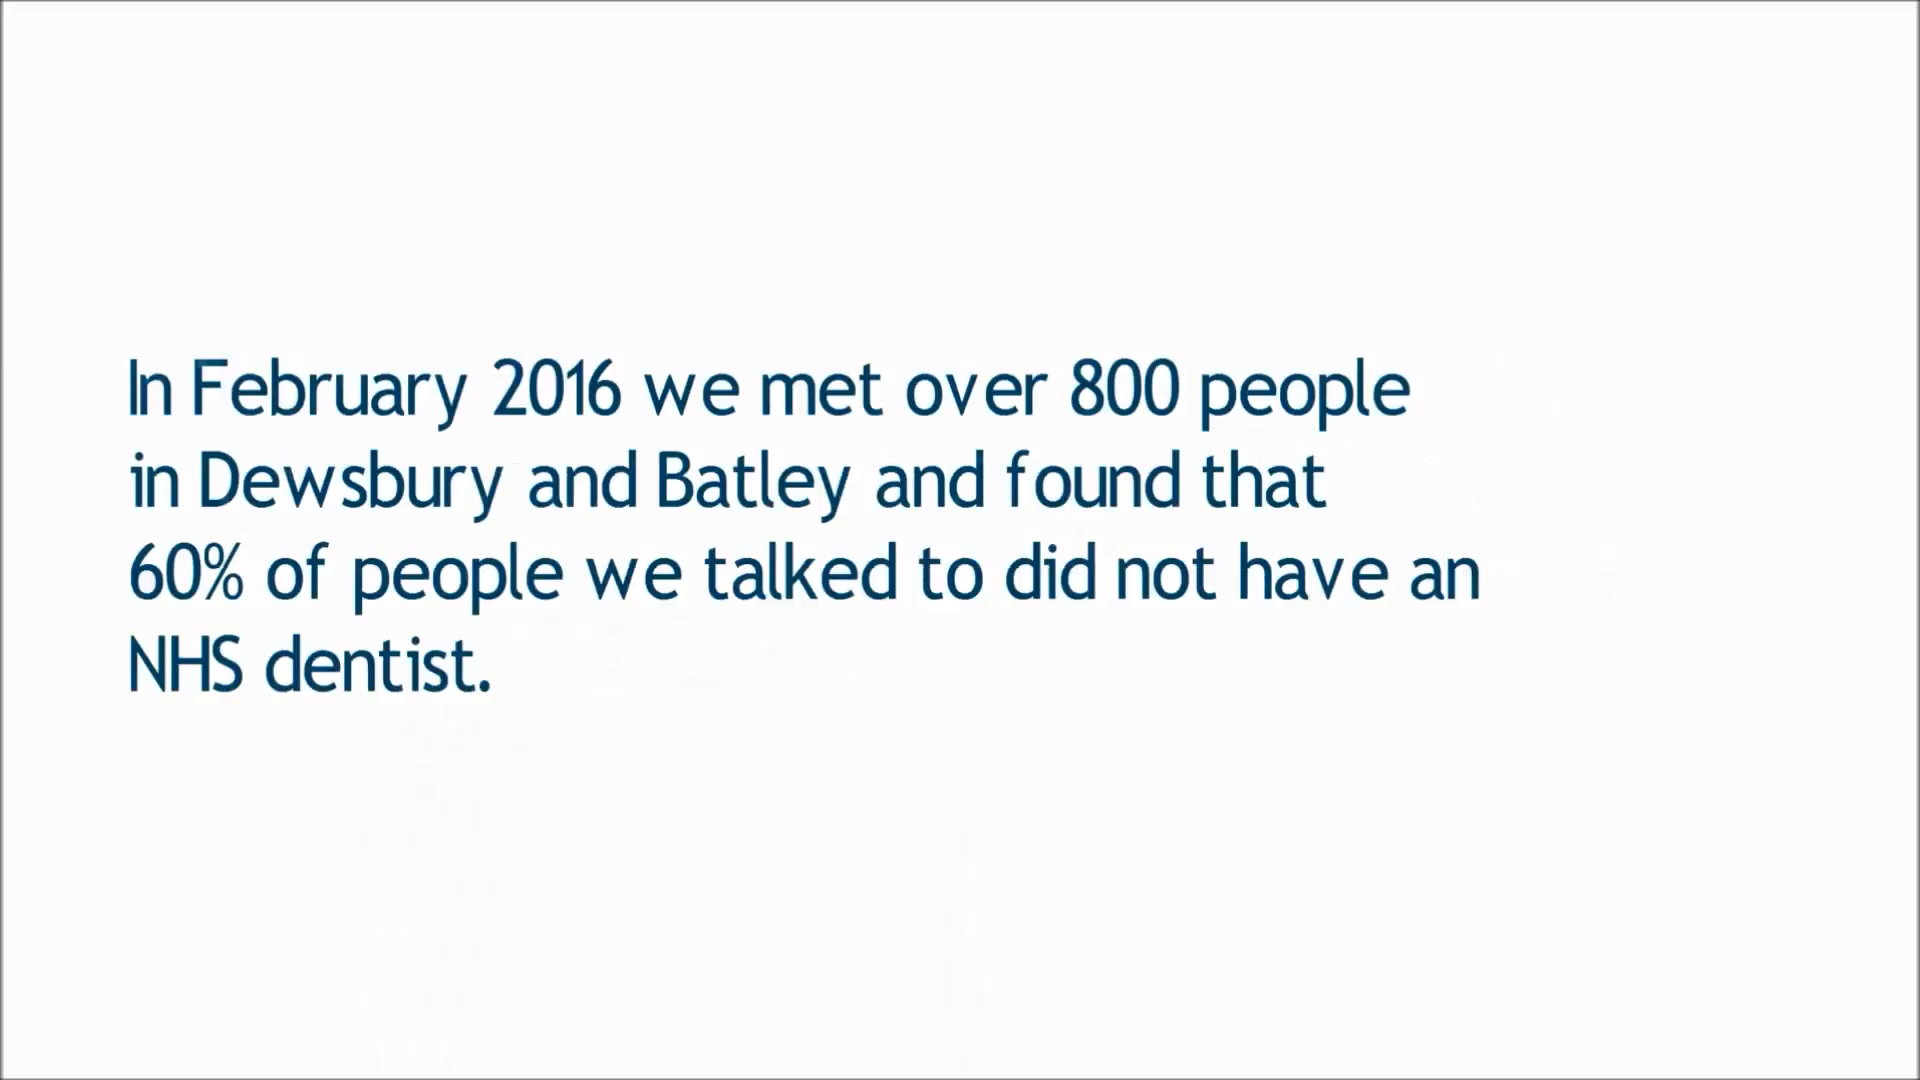 In February 2016 we met over 800 people
in Dewsbury and Batley and found that
60% of people we talked to did not have an
NHS dentist.